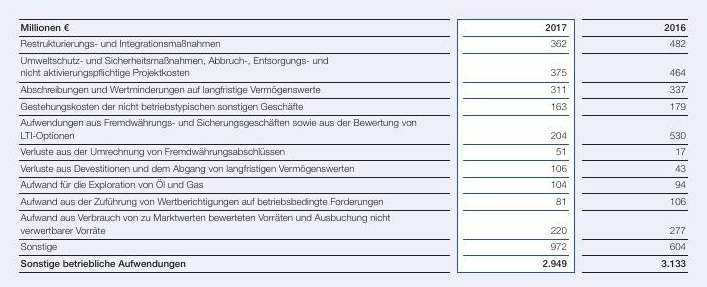 Millionen € 2017 2016
Restrukturierungs- und Integrationsmaßnahmen 362 482
Umweltschutz- und Sicherheitsmaßnahmen, Abbruch-, Entsorgungs- und
nicht aktivierungspflichtige Projektkosten 375 464
Abschreibungen und Wertminderungen auf langfristige Vermögenswerte 311 337
Gestehungskosten der nicht betriebstypischen sonstigen Geschäfte 163 179
Aufwendungen aus Fremdwährungs- und Sicherungsgeschäften sowie aus der Bewertung von
LTI-Optionen 204 530
Verluste aus der Umrechnung von Fremdwährungsabschlüssen 51 17
Verluste aus Devestitionen und dem Abgang von langfristigen Vermögenswerten 106 43
Aufwand für die Exploration von Öl und Gas 104 94
Aufwand aus der Zuführung von Wertberichtigungen auf betriebsbedingte Forderungen 81 106
Aufwand aus Verbrauch von zu Marktwerten bewerteten Vorräten und Ausbuchung nicht
verwertbarer Vorräte 220 277
Sonstige 972 604
Sonstige betriebliche Aufwendungen 2.949 3.133